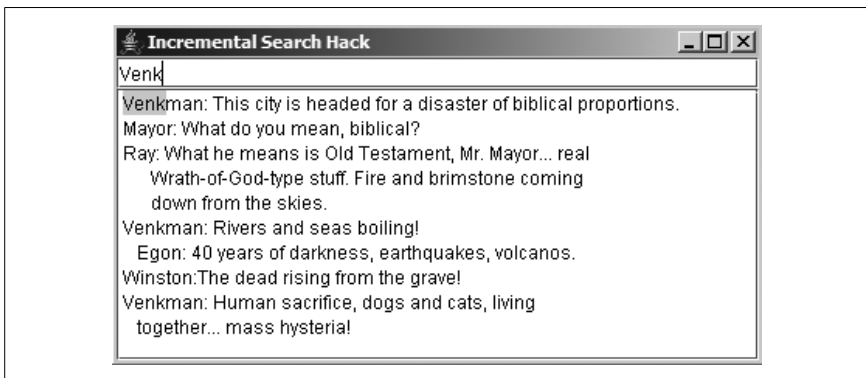 Incremental Search Hack
Venk
Venkman: This city is headed for a disaster of biblical proportions.
Mayor: What do you mean, biblical?
Ray: What he means is Old Testament, Mr. Mayor... real
Wrath-of-God-type stuff. Fire and brimstone coming
down from the skies.
Venkman: Rivers and seas boiling!
Egon: 40 years of darkness, earthquakes, volcanos.
Winston:The dead rising from the grave!
Venkman: Human sacrifice, dogs and cats, living
together... mass hysteria!